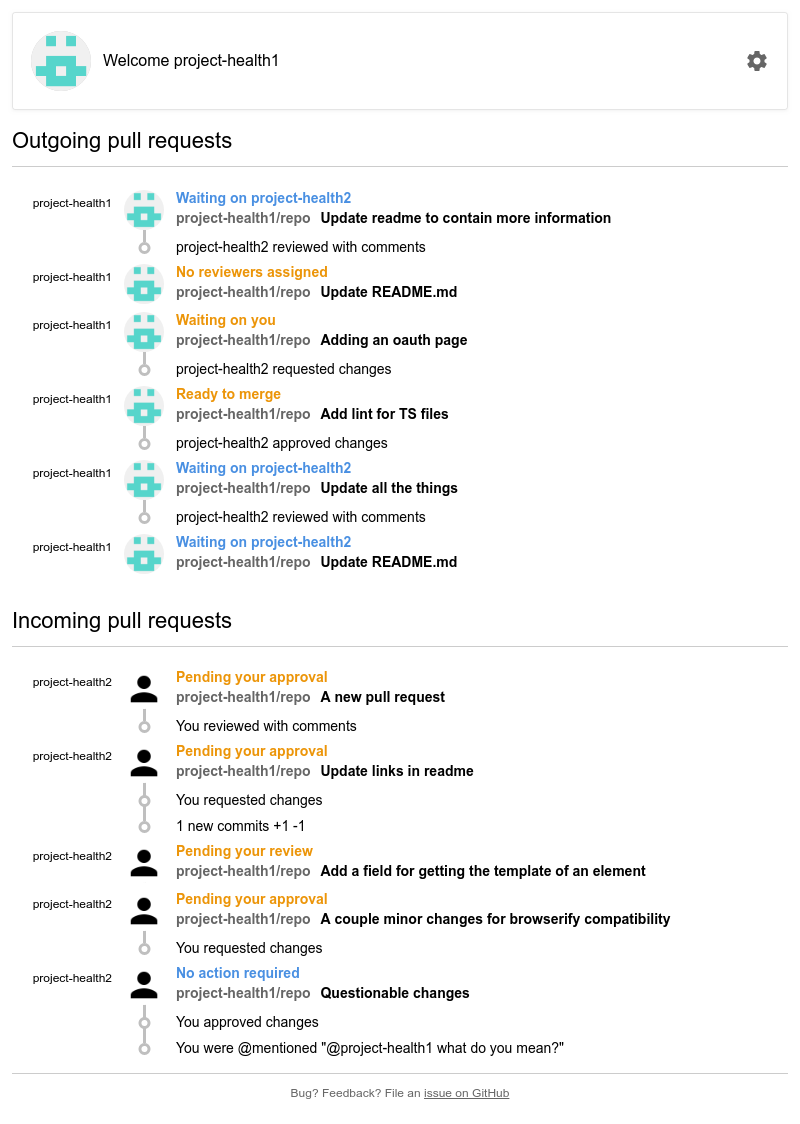 Welcome project-health1
Outgoing pull requests
project-health1
Waiting on project-health2
project-health1/repo Update readme to contain more information
project-health2 reviewed with comments
project-health1
No reviewers assigned
project-health1/repo Update README.md
project-health1
Waiting on you
project-health1/repo Adding an oauth page
project-health2 requested changes
project-health1
Ready to merge
project-health1/repo Add lint for TS files
project-health2 approved changes
project-health1
Waiting on project-health2
project-health1/repo Update all the things
project-health2 reviewed with comments
project-health1
Waiting on project-health2
project-health1/repo Update README.md
Incoming pull requests
project-health2
Pending your approval
project-health1/repo A new pull request
You reviewed with comments
project-health2
Pending your approval
project-health1/repo Update links in readme
You requested changes
1 new commits +1 -1
project-health2
Pending your review
project-health1/repo Add a field for getting the template of an element
project-health2
Pending your approval
project-health1/repo A couple minor changes for browserify compatibility
You requested changes
project-health2
No action required
project-health1/repo Questionable changes
You approved changes
You were @mentioned "@project-health1 what do you mean?"
Bug? Feedback? File an issue on GitHub